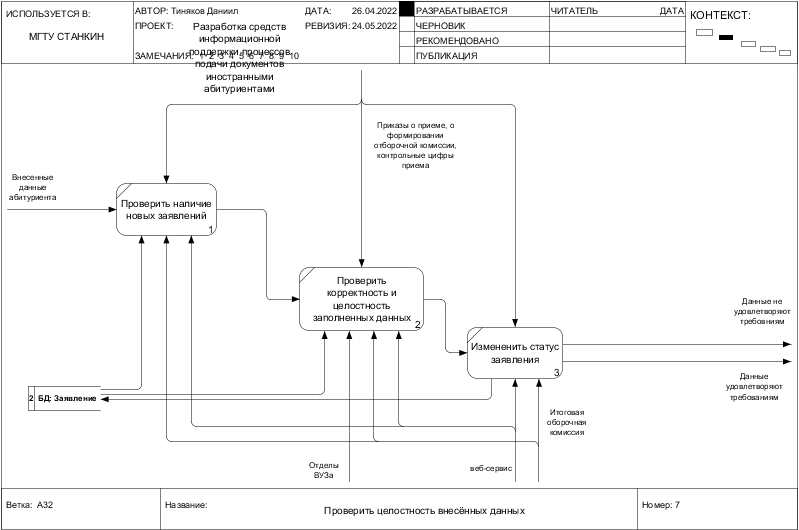 ИСПОЛЬЗУЕТСЯ В:
МГТУ СТАНКИН
АВТОР: Тиняков Даниил
ДАТА: 26.04.2022
ПРОЕКТ: Разработка средств
информационной
поддержки процессов
подачи документов
иностранными
абитуриентами
РЕВИЗИЯ: 24.05.2022
ЗАМЕЧАНИЯ: 1 2 3 4 5 6 7 8 9 10
РАЗРАБАТЫВАЕТСЯ
ЧЕРНОВИК
РЕКОМЕНДОВАНО
ПУБЛИКАЦИЯ
ЧИТАТЕЛЬ
ДАТА
КОНТЕКСТ:
Приказы о приеме, о
формировании
отборочной комиссии,
контрольные цифры
приема
Внесенные
данные
абитуриента
Проверить наличие
новых заявлений
1
Проверить
корректность и
целостность
заполненных данных
2
Измененить статус
заявления
3
Данные не
удовлетворяют
требовниям
Данные
удовлетворяют
требованиям
2 БД: Заявление
Итоговая
оборочная
комиссия
Отделы
ВУЗа
веб-сервис
Ветка: A32
Название:
Проверить целостность внесённых данных
Номер: 7